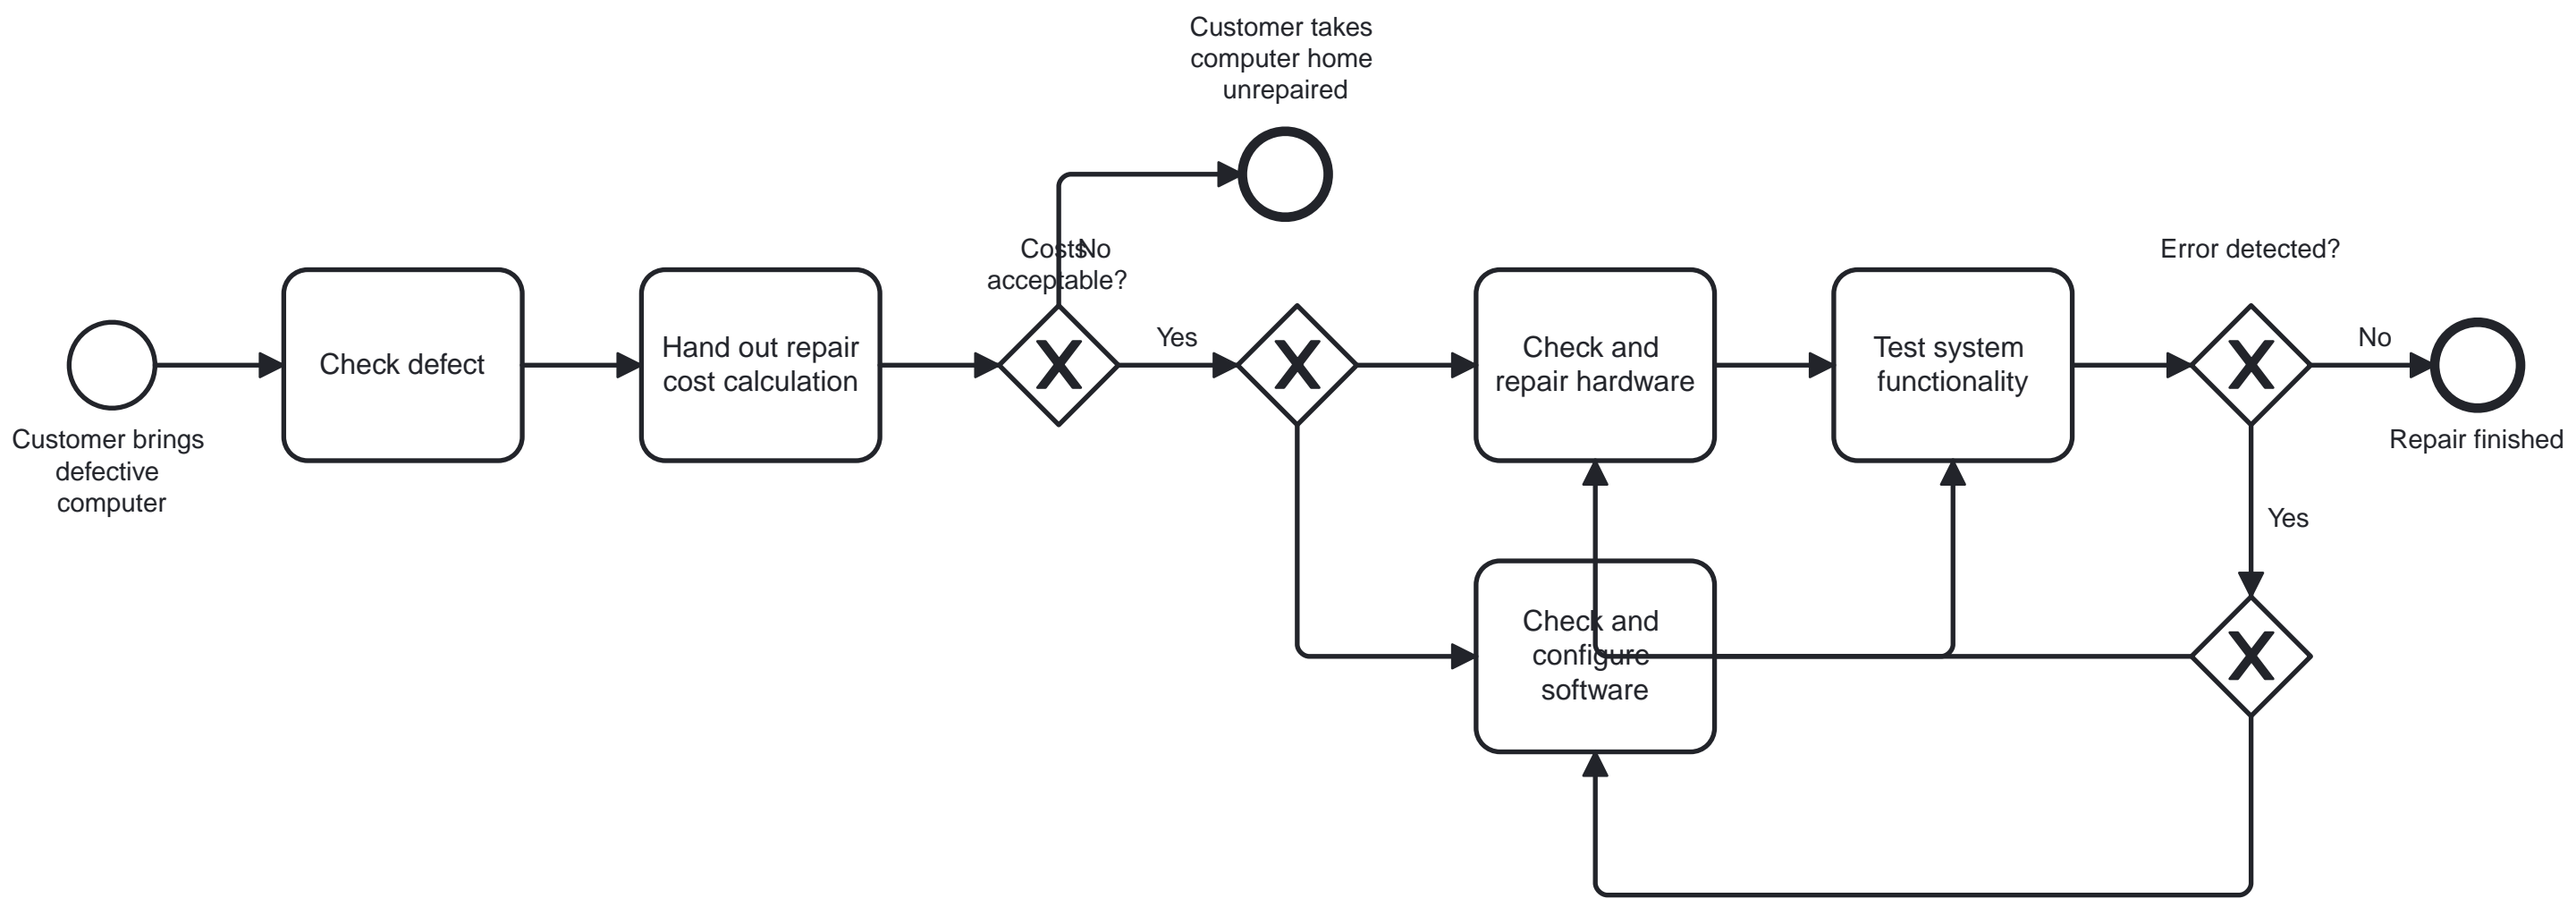 Customer takes
computer home
unrepaired
Costs
acceptable?
No
Error detected?
Customer brings
defective
computer
Check defect
Hand out repair
cost calculation
X
Yes
X
Check and
repair hardware
Test system
functionality
X
No
Repair finished
Yes
Check and
configure
software
X